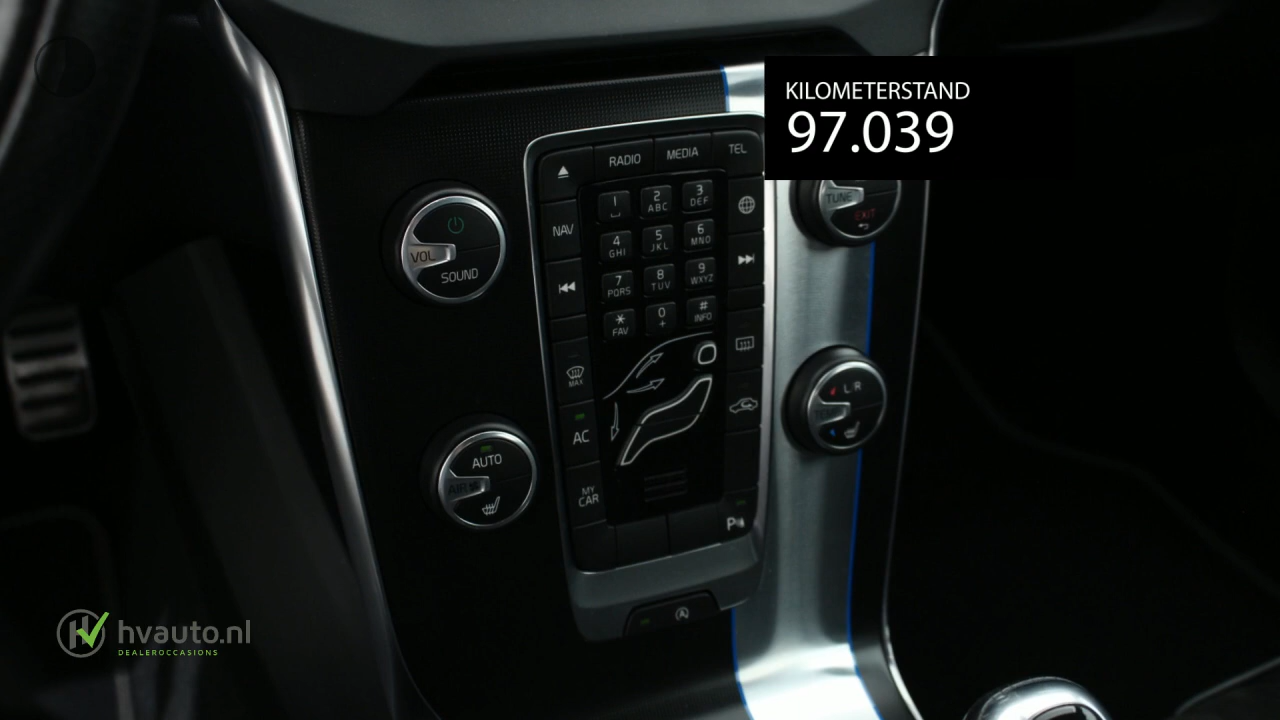 KILOMETERSTAND
97.039
RADIO
MEDIA
TEL
1
2
ABC
3
DEF
NAV
4
GHI
5
JKL
6
MNO
VOL
SOUND
TUNE
EXIT
7
PQRS
8
TUV
9
WXYZ
*
FAV
0
+
#
INFO
MAX
L R
TEMP
AC
AUTO
AIR
MY
CAR
P
hvauto.nl
DEALEROCCASIONS